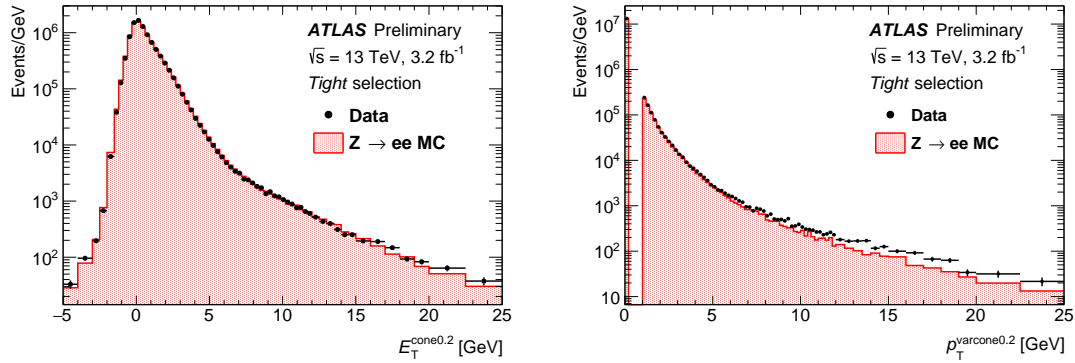 Events/GeV
10⁶
10⁵
10⁴
10³
10²
ATLAS Preliminary
√s = 13 TeV, 3.2 fb⁻¹
Tight selection
Data
Z → ee MC
−5 0 5 10 15 20 25
E_T^cone0.2 [GeV]
Events/GeV
10⁷
10⁶
10⁵
10⁴
10³
10²
10
ATLAS Preliminary
√s = 13 TeV, 3.2 fb⁻¹
Tight selection
Data
Z → ee MC
0 5 10 15 20 25
p_T^varcone0.2 [GeV]